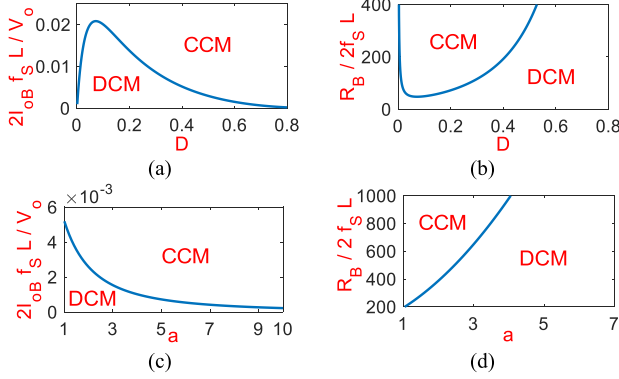 0.02
0.01
0
2I_oB f_S L / V_o
CCM
DCM
0 0.2 0.4 0.6 0.8
D
(a)
400
200
0
R_B / 2f_S L
CCM
DCM
0 0.2 0.4 0.6 0.8
D
(b)
×10^-3
6
4
2
0
2I_oB f_S L / V_o
CCM
DCM
1 3 5 7 9 10
a
(c)
1000
800
600
400
200
R_B / 2 f_S L
CCM
DCM
1 3 5 7
a
(d)